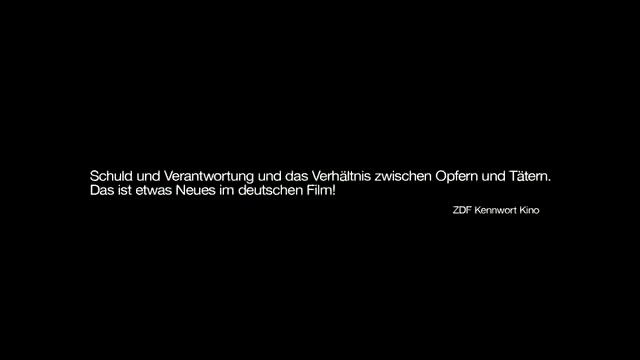 Schuld und Verantwortung und das Verhältnis zwischen Opfern und Tätern.
Das ist etwas Neues im deutschen Film!
ZDF Kennwort Kino